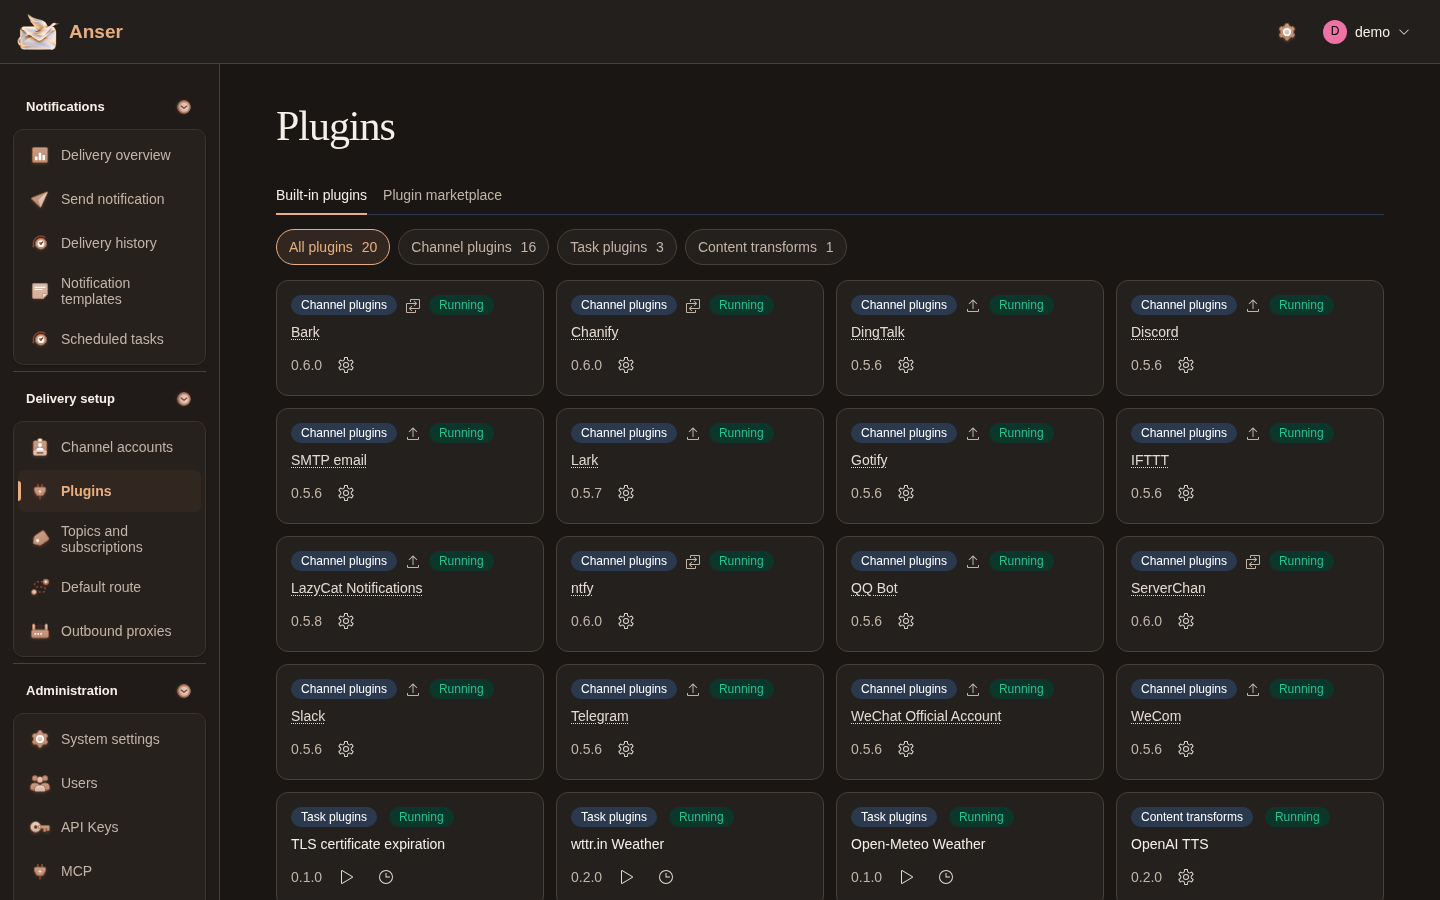 Anser
D demo
Notifications
Delivery overview
Send notification
Delivery history
Notification
templates
Scheduled tasks
Delivery setup
Channel accounts
Plugins
Topics and
subscriptions
Default route
Outbound proxies
Administration
System settings
Users
API Keys
MCP
Plugins
Built-in plugins Plugin marketplace
All plugins 20 Channel plugins 16 Task plugins 3 Content transforms 1
Channel plugins Running
Bark
0.6.0
Channel plugins Running
Chanify
0.6.0
Channel plugins Running
DingTalk
0.5.6
Channel plugins Running
Discord
0.5.6
Channel plugins Running
SMTP email
0.5.6
Channel plugins Running
Lark
0.5.7
Channel plugins Running
Gotify
0.5.6
Channel plugins Running
IFTTT
0.5.6
Channel plugins Running
LazyCat Notifications
0.5.8
Channel plugins Running
ntfy
0.6.0
Channel plugins Running
QQ Bot
0.5.6
Channel plugins Running
ServerChan
0.6.0
Channel plugins Running
Slack
0.5.6
Channel plugins Running
Telegram
0.5.6
Channel plugins Running
WeChat Official Account
0.5.6
Channel plugins Running
WeCom
0.5.6
Task plugins Running
TLS certificate expiration
0.1.0
Task plugins Running
wttr.in Weather
0.2.0
Task plugins Running
Open-Meteo Weather
0.1.0
Content transforms Running
OpenAI TTS
0.2.0